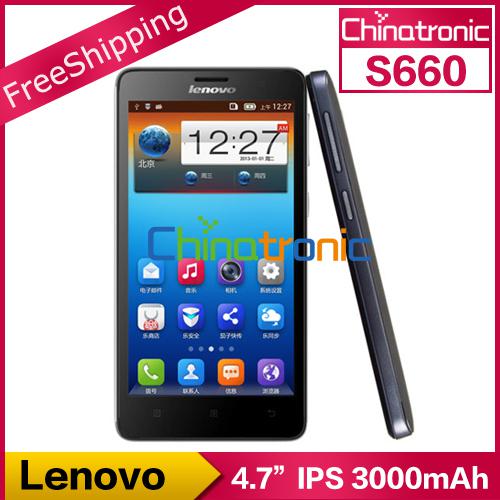 FreeShipping
Chinatronic
S660
lenovo
上午 12:27
12:27
AM
北京
2013-01-01 周二
周三
周四
Chinatronic
电子邮件 音乐 相机 系统设置
乐商店 乐安全 茄子快传 乐同步
拨号 联系人 信息 浏览器
Lenovo
4.7” IPS 3000mAh